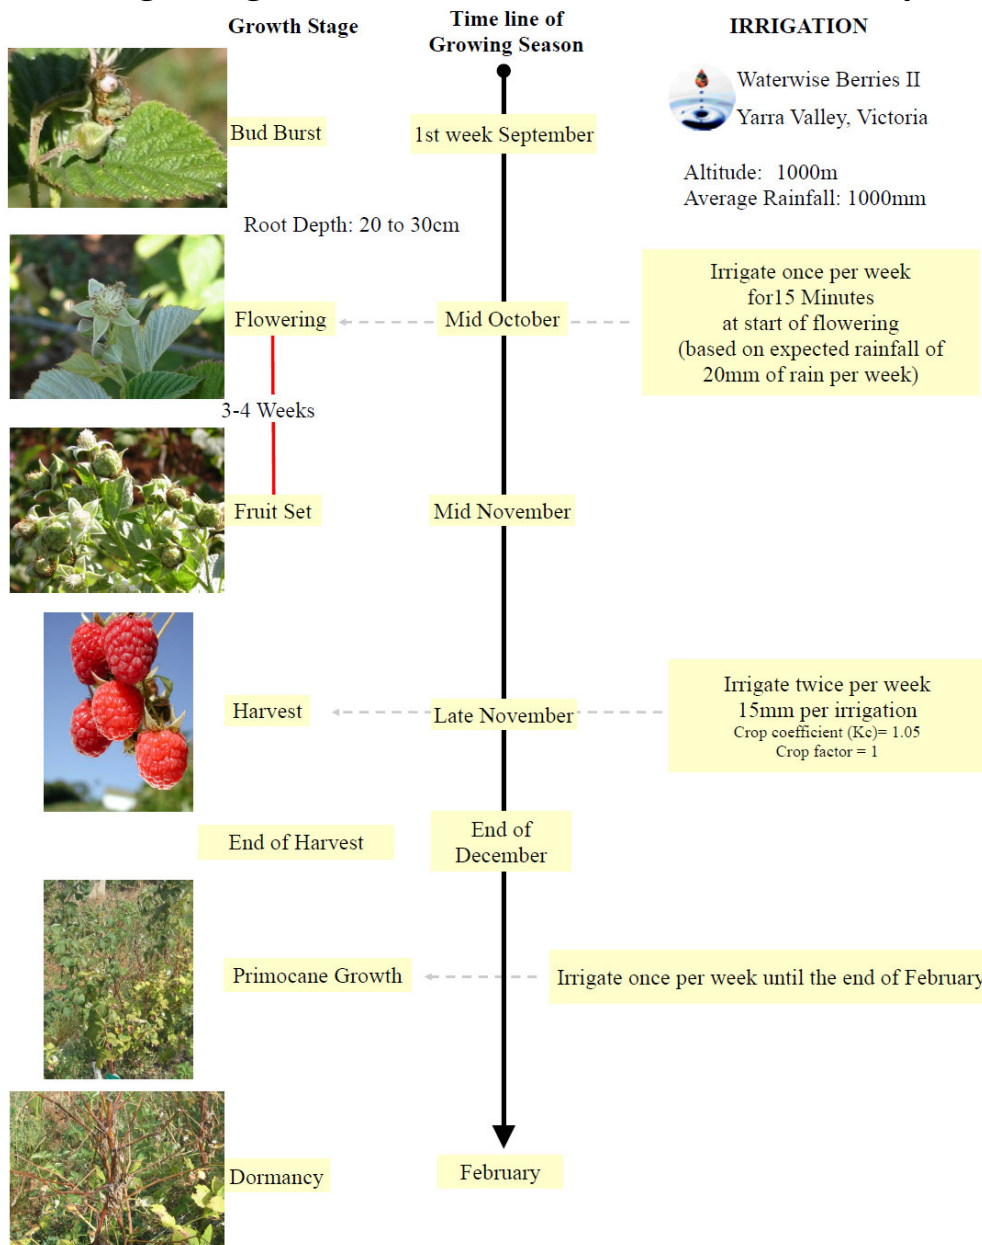 Growth Stage
Time line of
Growing Season
IRRIGATION
Waterwise Berries II
Yarra Valley, Victoria
Bud Burst
1st week September
Altitude: 1000m
Average Rainfall: 1000mm
Root Depth: 20 to 30cm
Irrigate once per week
for15 Minutes
at start of flowering
(based on expected rainfall of
20mm of rain per week)
Flowering
Mid October
3-4 Weeks
Fruit Set
Mid November
Harvest
Late November
Irrigate twice per week
15mm per irrigation
Crop coefficient (Kc)= 1.05
Crop factor = 1
End of Harvest
End of
December
Primocane Growth
Irrigate once per week until the end of February
Dormancy
February